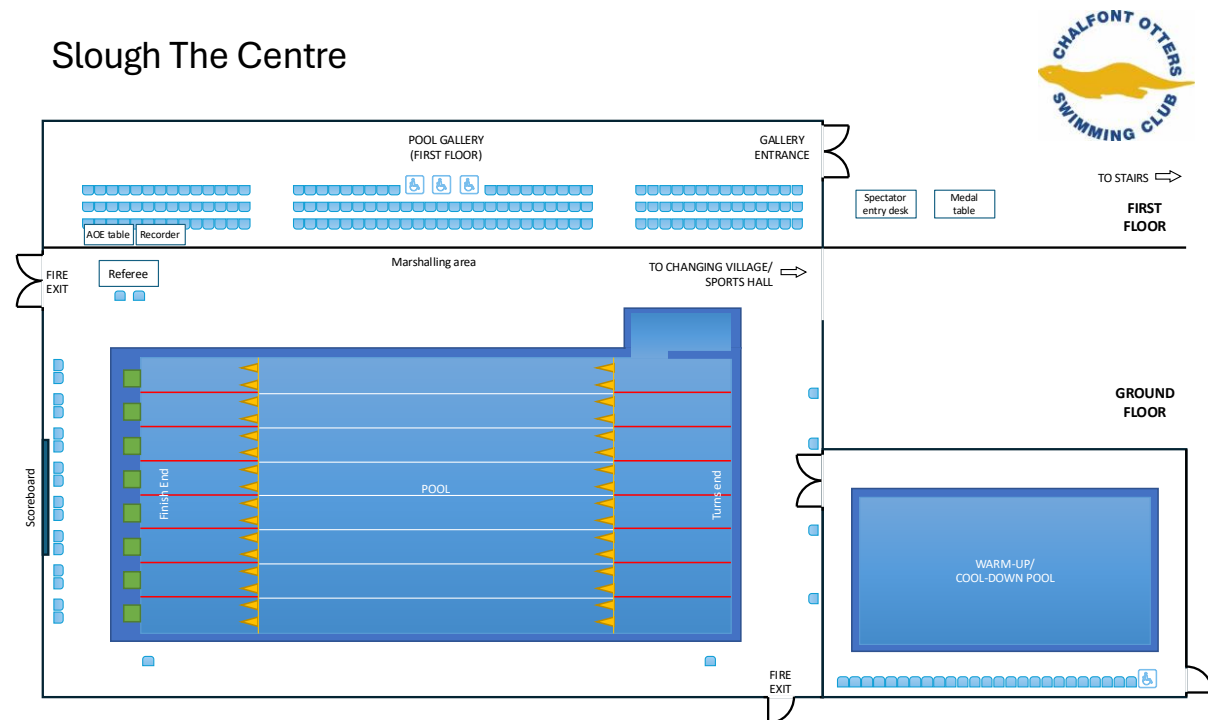 Slough The Centre
CHALFONT OTTERS
SWIMMING CLUB
POOL GALLERY
(FIRST FLOOR)
GALLERY
ENTRANCE
TO STAIRS
Spectator
entry desk
Medal
table
FIRST
FLOOR
AOE table
Recorder
FIRE
EXIT
Referee
Marshalling area
TO CHANGING VILLAGE/
SPORTS HALL
GROUND
FLOOR
Scoreboard
Finish End
POOL
Turns end
WARM-UP/
COOL-DOWN POOL
FIRE
EXIT